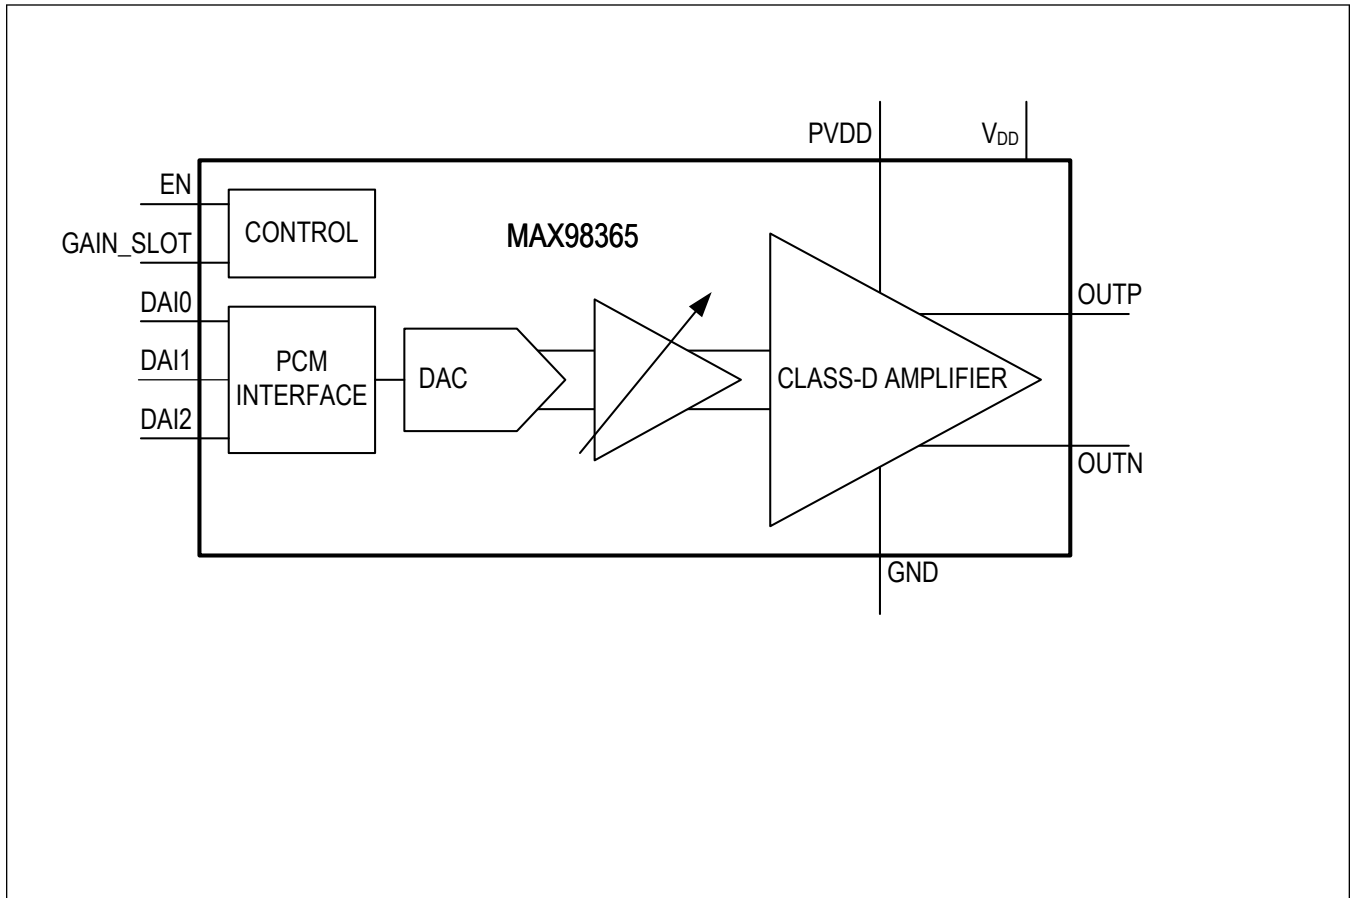 PVDD
VDD
EN
GAIN_SLOT
CONTROL
MAX98365
DAI0
DAI1
DAI2
PCM
INTERFACE
DAC
CLASS-D AMPLIFIER
OUTP
OUTN
GND